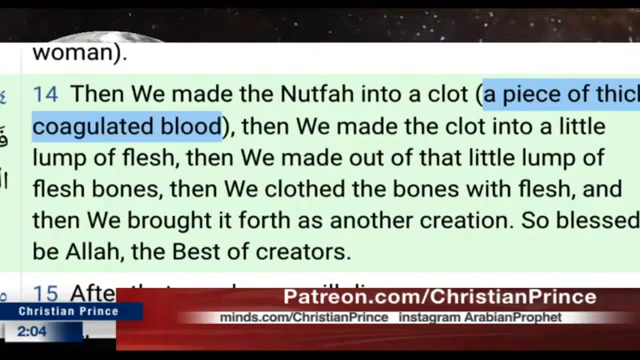 woman).
14 Then We made the Nutfah into a clot (a piece of thick
coagulated blood), then We made the clot into a little
lump of flesh, then We made out of that little lump of
flesh bones, then We clothed the bones with flesh, and
then We brought it forth as another creation. So blessed
be Allah, the Best of creators.
15 After
Patreon.com/ChristianPrince
Christian Prince
minds.com/ChristianPrince instagram ArabianProphet
2:04